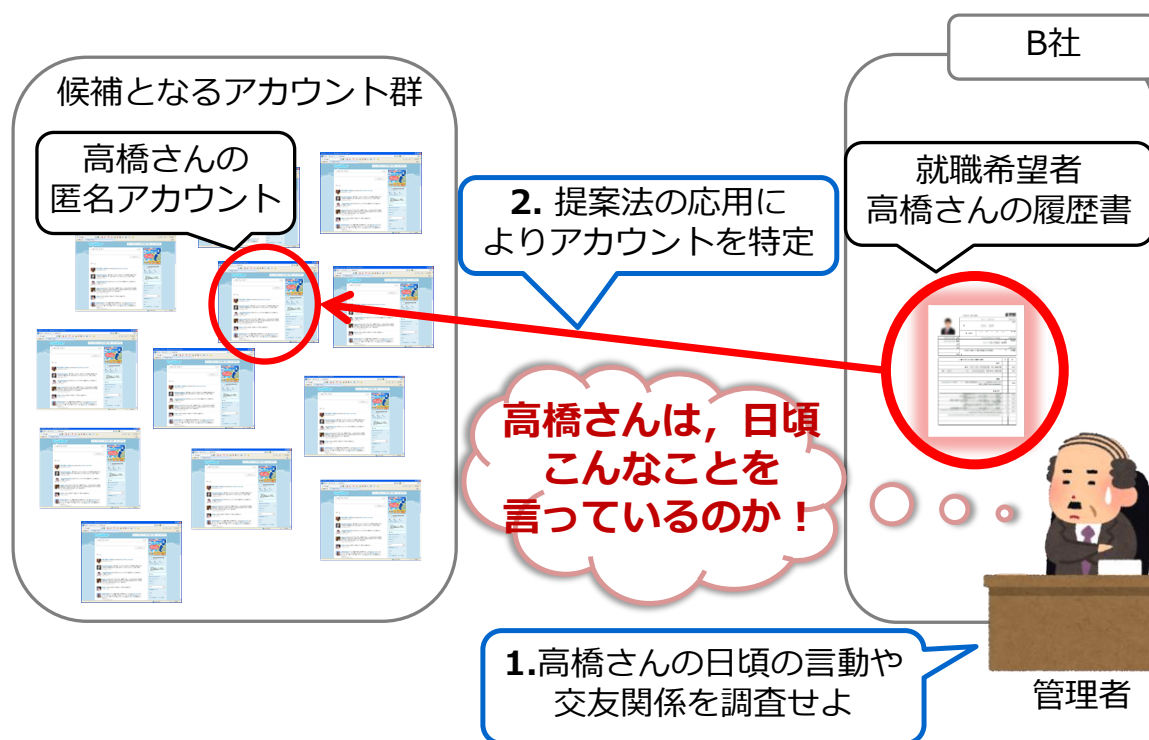 B社
候補となるアカウント群
高橋さんの
匿名アカウント
2. 提案法の応用に
よりアカウントを特定
就職希望者
高橋さんの履歴書
高橋さんは，日頃
こんなことを
言っているのか！
1.高橋さんの日頃の言動や
交友関係を調査せよ
管理者